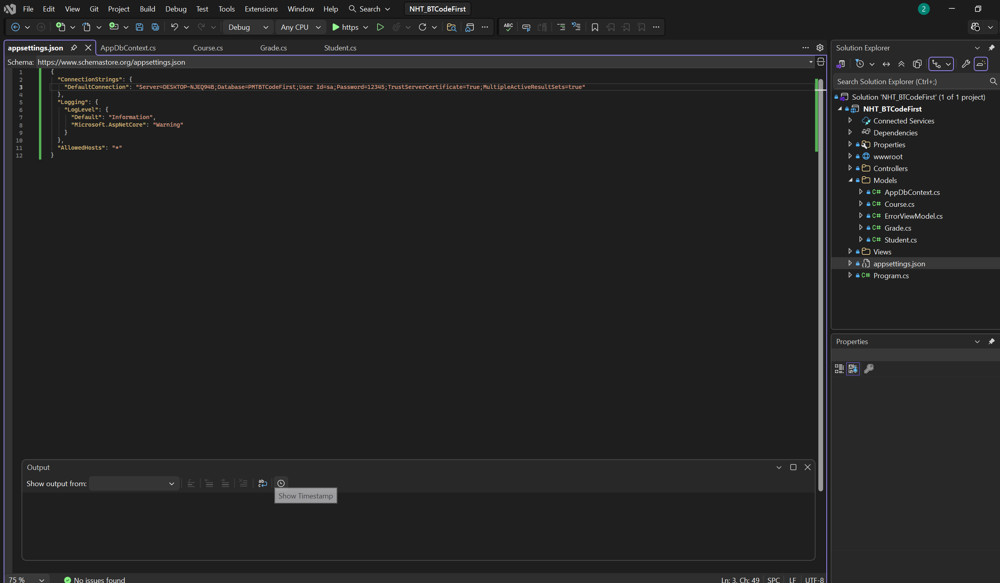 File Edit View Git Project Build Debug Test Tools Extensions Window Help Search NHT_BTCodeFirst 2
Debug Any CPU https ABC
appsettings.json AppDbContext.cs Course.cs Grade.cs Student.cs
Schema: https://www.schemastore.org/appsettings.json
1 {
2 "ConnectionStrings": {
3 "DefaultConnection": "Server=DESKTOP-NJEQ94B;Database=PMTBTCodeFirst;User Id=sa;Password=12345;TrustServerCertificate=True;MultipleActiveResultSets=true"
4 },
5 "Logging": {
6 "LogLevel": {
7 "Default": "Information",
8 "Microsoft.AspNetCore": "Warning"
9 }
10 },
11 "AllowedHosts": "*"
12 }
Output
Show output from:
Show Timestamp
75 % No issues found Ln: 3, Ch: 49 SPC LF UTF-8
Solution Explorer
Search Solution Explorer (Ctrl+;)
Solution 'NHT_BTCodeFirst' (1 of 1 project)
NHT_BTCodeFirst
Connected Services
Dependencies
Properties
wwwroot
Controllers
Models
C# AppDbContext.cs
C# Course.cs
C# ErrorViewModel.cs
C# Grade.cs
C# Student.cs
Views
appsettings.json
C# Program.cs
Properties